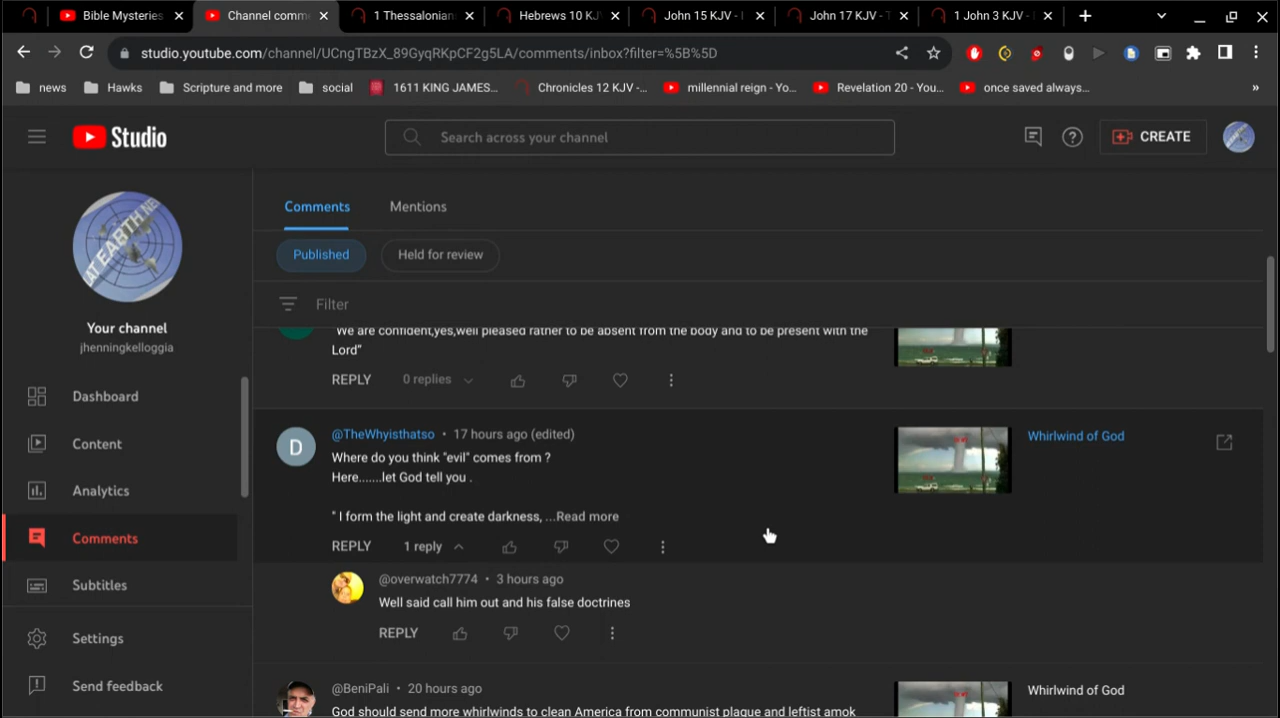 Bible Mysteries
Channel comm
1 Thessalonian
Hebrews 10 KJV -
John 15 KJV -
John 17 KJV -
1 John 3 KJV -
studio.youtube.com/channel/UCngTBzX_89GyqRKpCF2g5LA/comments/inbox?filter=%5B%5D
news
Hawks
Scripture and more
social
1611 KING JAMES...
Chronicles 12 KJV -...
millennial reign - Yo...
Revelation 20 - You...
once saved always...
»
Studio
Search across your channel
CREATE
AT EARTH NE
Your channel
jhenningkelloggia
Dashboard
Content
Analytics
Comments
Subtitles
Settings
Send feedback
Comments
Mentions
Published
Held for review
Filter
"We are confident,yes,well pleased rather to be absent from the body and to be present with the
Lord"
REPLY
0 replies
D
@TheWhyisthatso • 17 hours ago (edited)
Where do you think "evil" comes from ?
Here.......let God tell you .
" I form the light and create darkness, ...Read more
REPLY
1 reply
Whirlwind of God
@overwatch7774 • 3 hours ago
Well said call him out and his false doctrines
REPLY
@BeniPali • 20 hours ago
God should send more whirlwinds to clean America from communist plague and leftist amok
Whirlwind of God